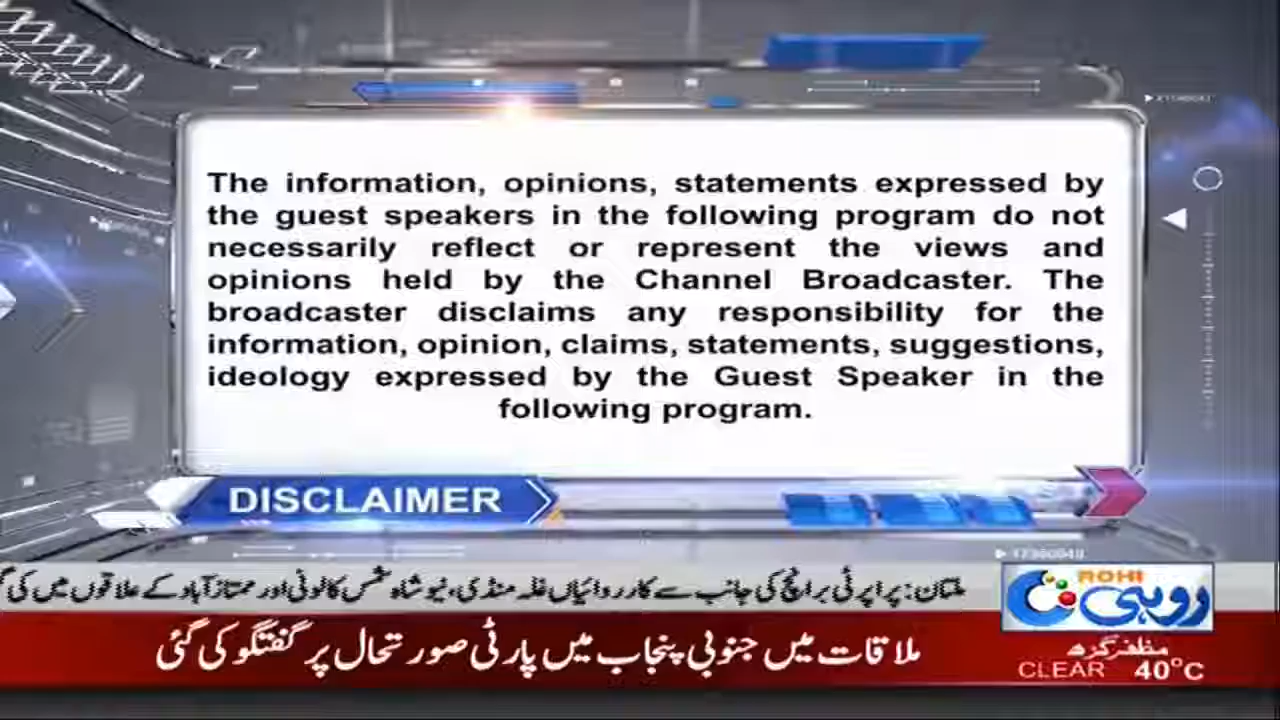 The information, opinions, statements expressed by
the guest speakers in the following program do not
necessarily reflect or represent the views and
opinions held by the Channel Broadcaster. The
broadcaster disclaims any responsibility for the
information, opinion, claims, statements, suggestions,
ideology expressed by the Guest Speaker in the
following program.
DISCLAIMER
ملتان: پراپرٹی برانچ کی جانب سے کارروائیاں غلہ منڈی، نیو شاہ شمس کالونی اور ممتاز آباد کے علاقوں میں کی
ROHI
روہی
ملاقات میں جنوبی پنجاب میں پارٹی صورتحال پر گفتگو کی گئی
مظفرگڑھ
CLEAR 40°C